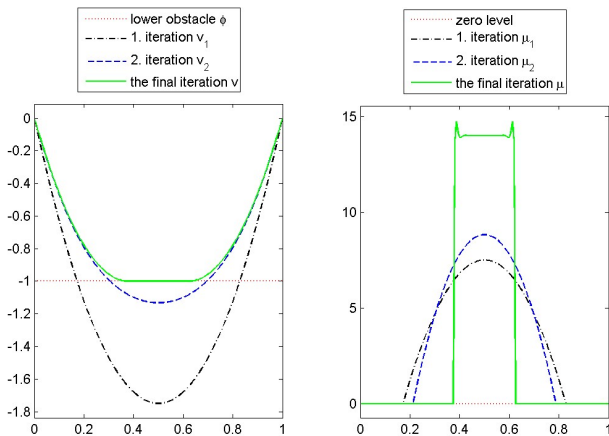 lower obstacle ϕ
1. iteration v₁
2. iteration v₂
the final iteration v
0
-0.2
-0.4
-0.6
-0.8
-1
-1.2
-1.4
-1.6
-1.8
0 0.2 0.4 0.6 0.8 1
zero level
1. iteration μ₁
2. iteration μ₂
the final iteration μ
15
10
5
0
0 0.2 0.4 0.6 0.8 1